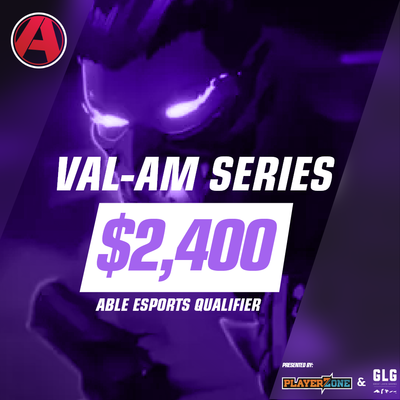 A
VAL-AM SERIES
$2,400
ABLE ESPORTS QUALIFIER
PRESENTED BY:
PLAYERZONE & GLG